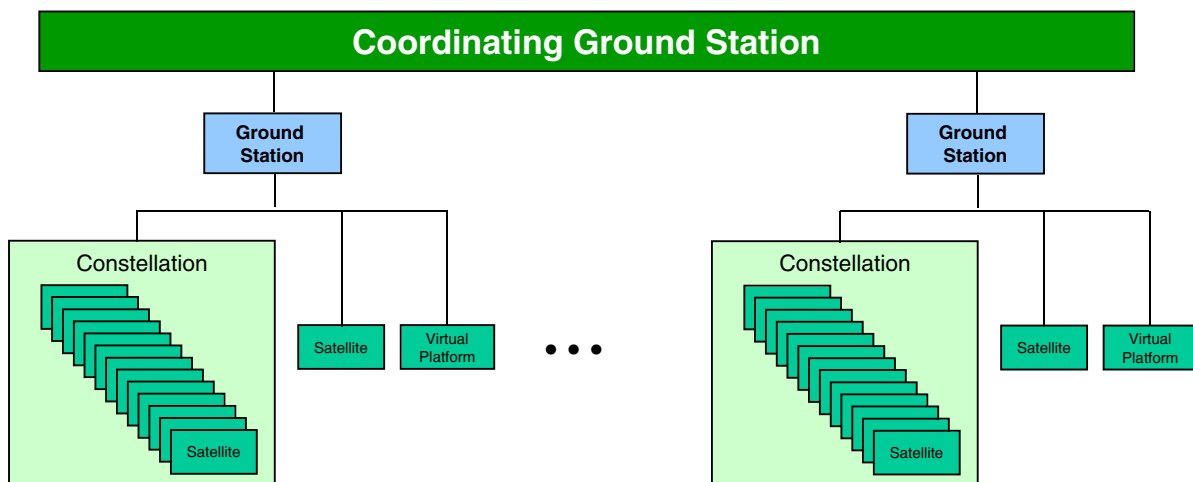 Coordinating Ground Station
Ground
Station
Ground
Station
Constellation
Satellite
Satellite
Virtual
Platform
• • •
Constellation
Satellite
Satellite
Virtual
Platform